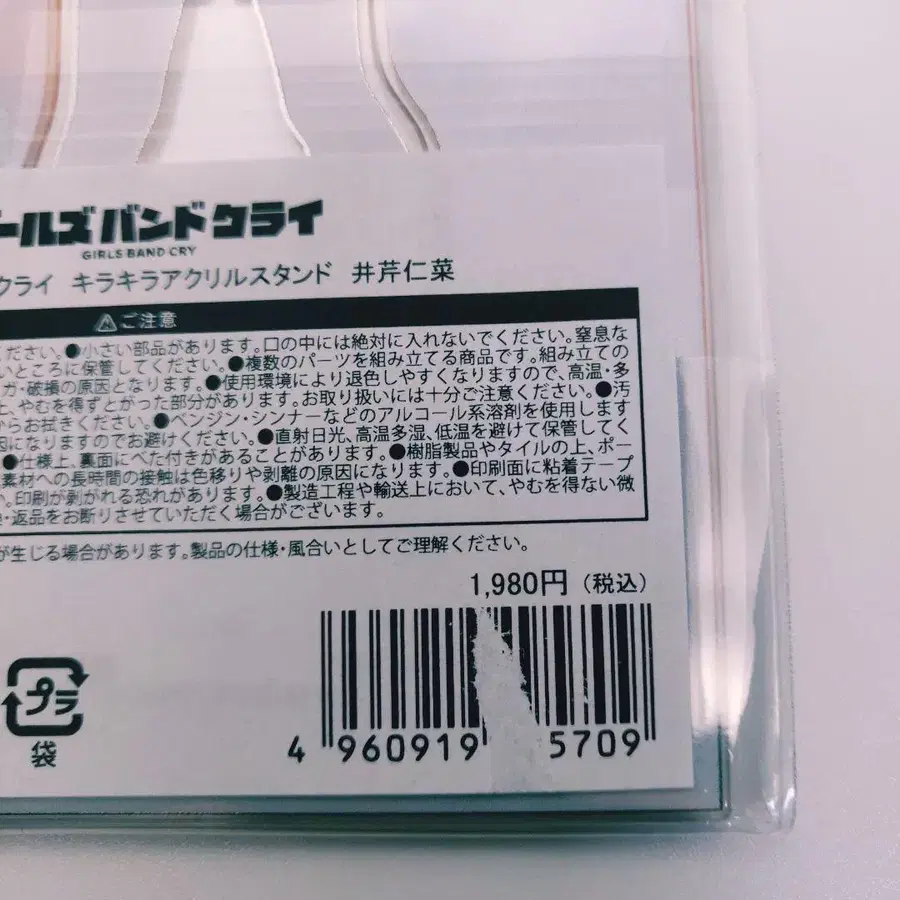 ールズバンドクライ
GIRLS BAND CRY
クライ キラキラアクリルスタンド 井芹仁菜
ご注意
ください。●小さい部品があります。口の中には絶対に入れないでください。窒息な
いところに保管してください。●複数のパーツを組み立てる商品です。組み立ての
ガ・破損の原因となります。●使用環境により退色しやすくなりますので、高温・多
上、やむを得ずとがった部分があります。お取り扱いには十分ご注意ください。●汚
からお拭きください。●ベンジン・シンナーなどのアルコール系溶剤を使用します
因になりますのでお避けください。●直射日光、高温多湿、低温を避けて保管してく
●仕様上、裏面にべた付きがあることがあります。●樹脂製品やタイルの上、ポー
素材への長時間の接触は色移りや剥離の原因になります。●印刷面に粘着テープ
い。印刷が剥がれる恐れがあります。●製造工程や輸送上において、やむを得ない微
・返品をお断りさせていただく場合がございます。
が生じる場合があります。製品の仕様・風合いとしてご理解ください。
1,980円（税込）
プラ
袋
4 960919 5709